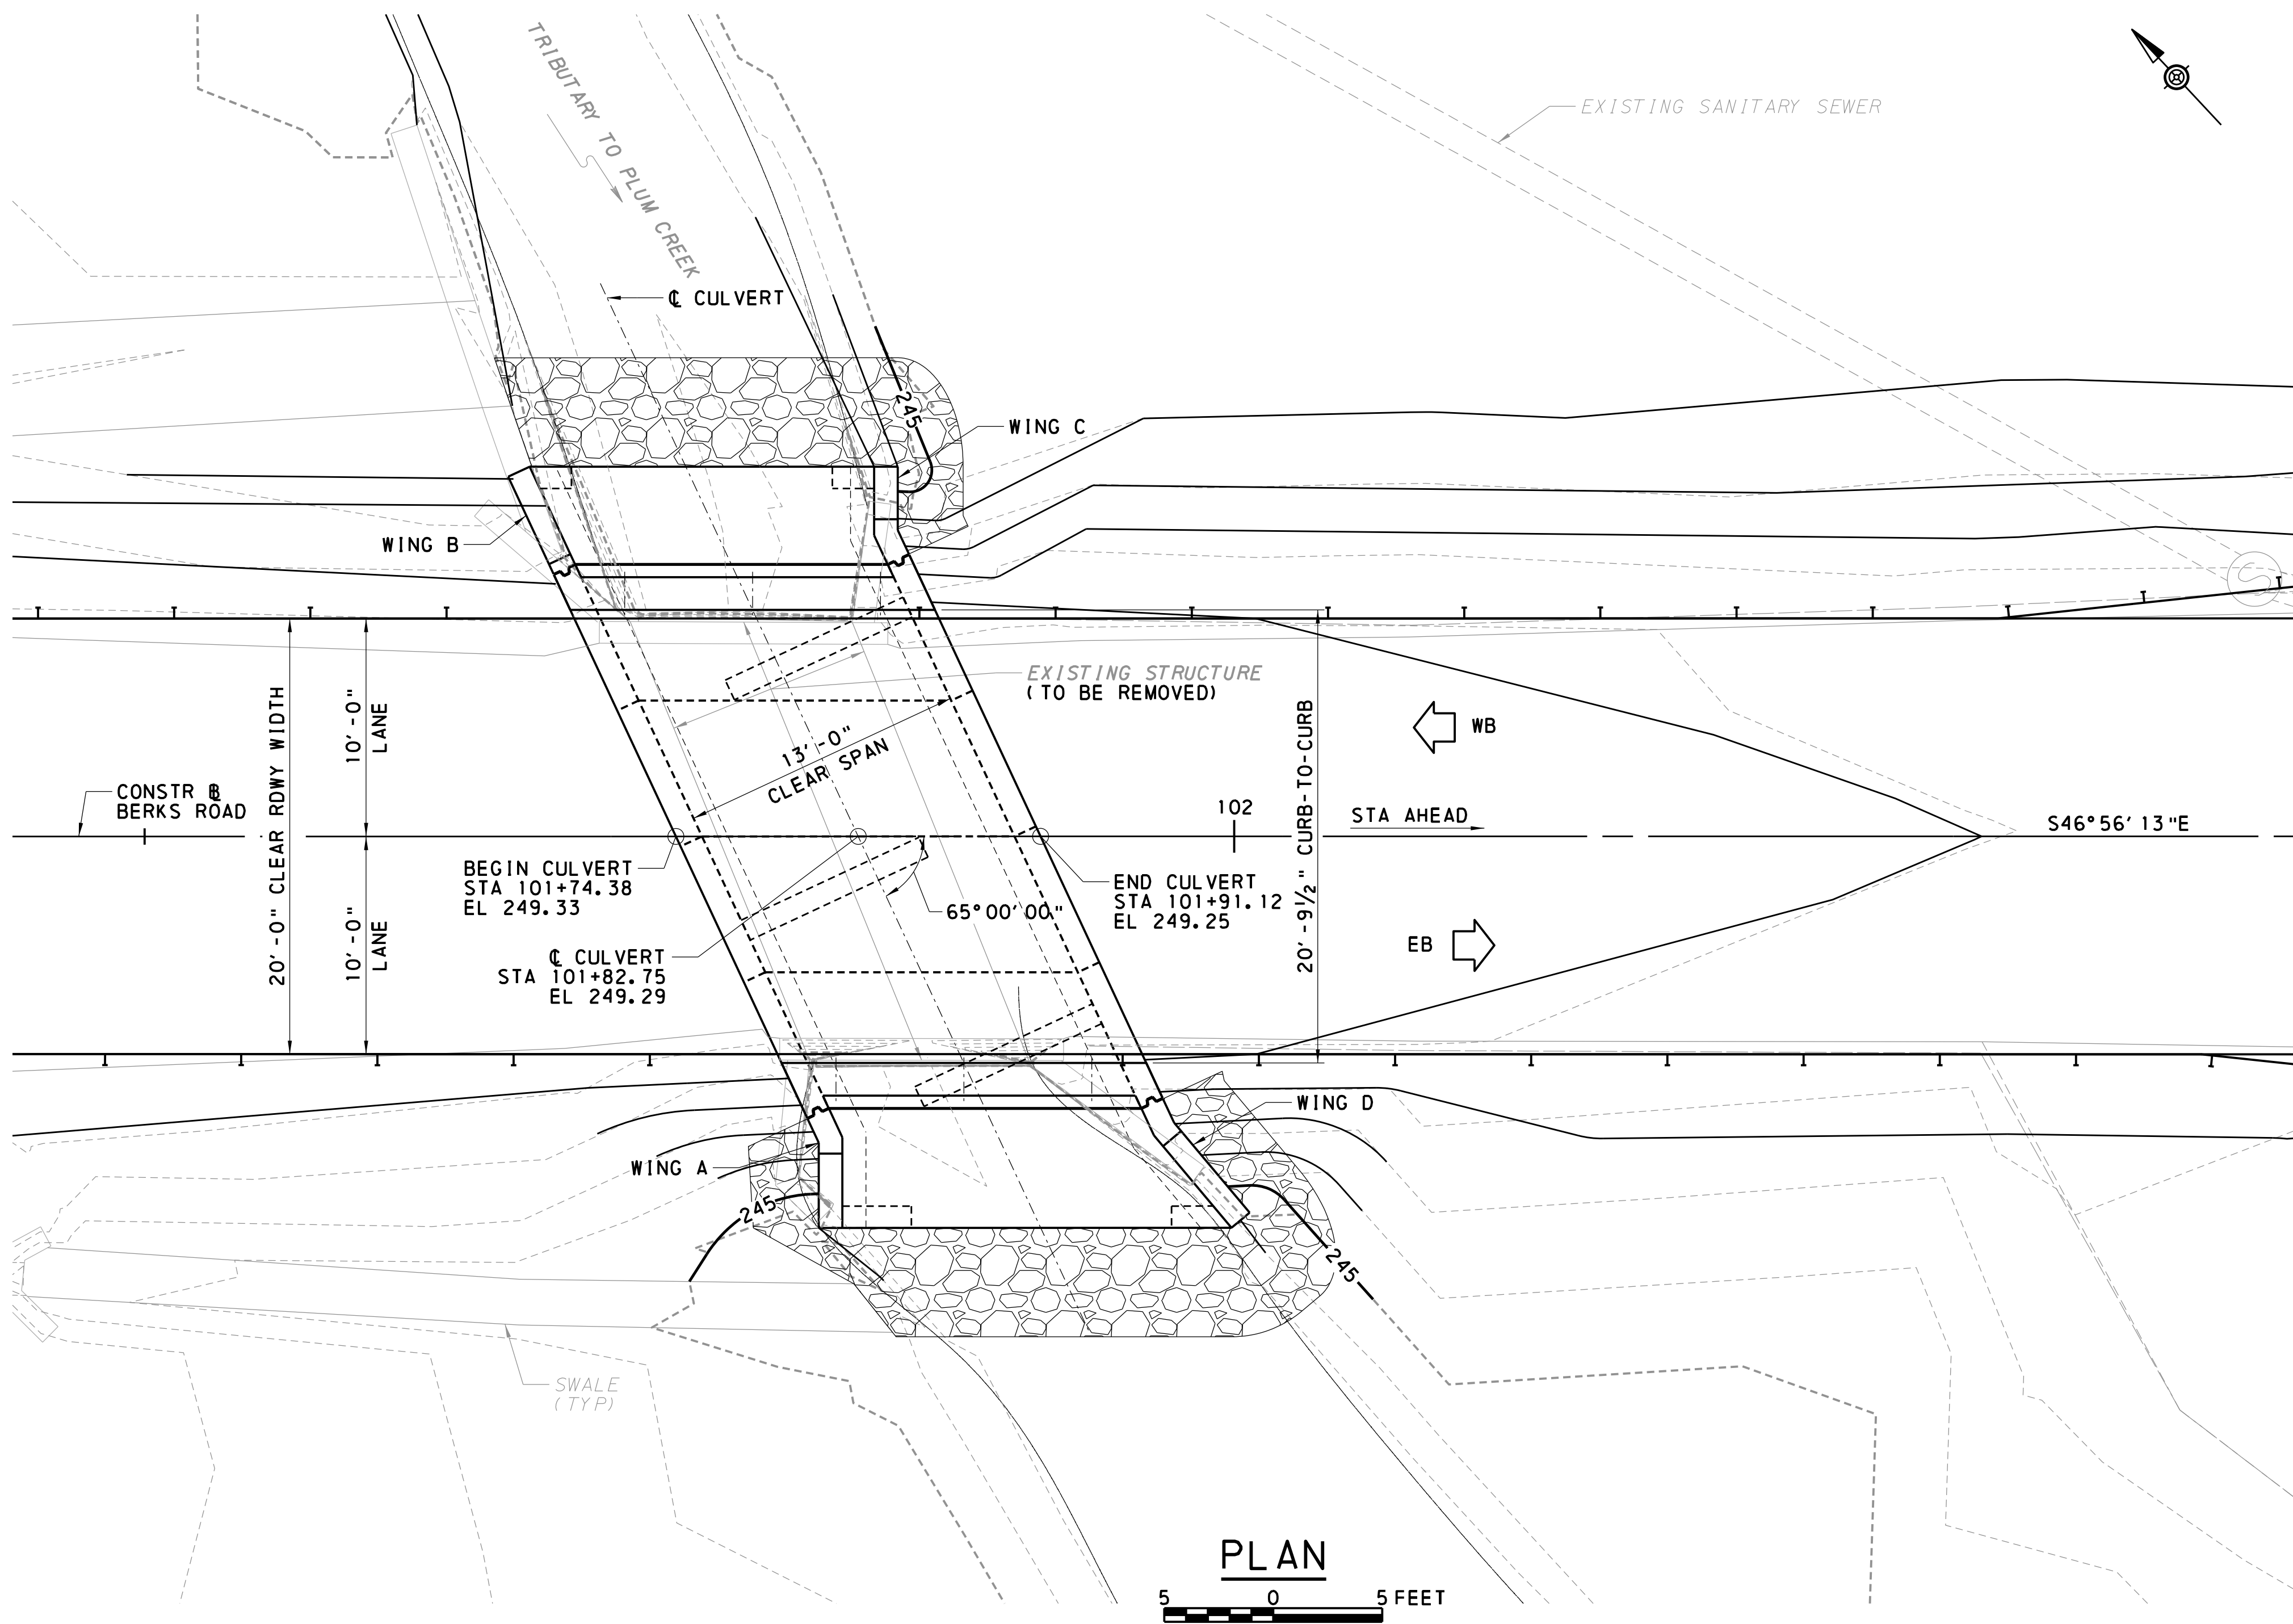 TRIBUTARY TO PLUM CREEK
EXISTING SANITARY SEWER
℄ CULVERT
245
WING C
WING B
EXISTING STRUCTURE
(TO BE REMOVED)
20'-0" CLEAR RDWY WIDTH
10'-0"
LANE
13'-0"
CLEAR SPAN
20'-9½" CURB-TO-CURB
WB
CONSTR B
BERKS ROAD
102
STA AHEAD
S46°56'13"E
BEGIN CULVERT
STA 101+74.38
EL 249.33
END CULVERT
STA 101+91.12
EL 249.25
65°00'00"
10'-0"
LANE
EB
℄ CULVERT
STA 101+82.75
EL 249.29
WING D
WING A
245
245
S
SWALE
(TYP)
PLAN
5 0 5 FEET